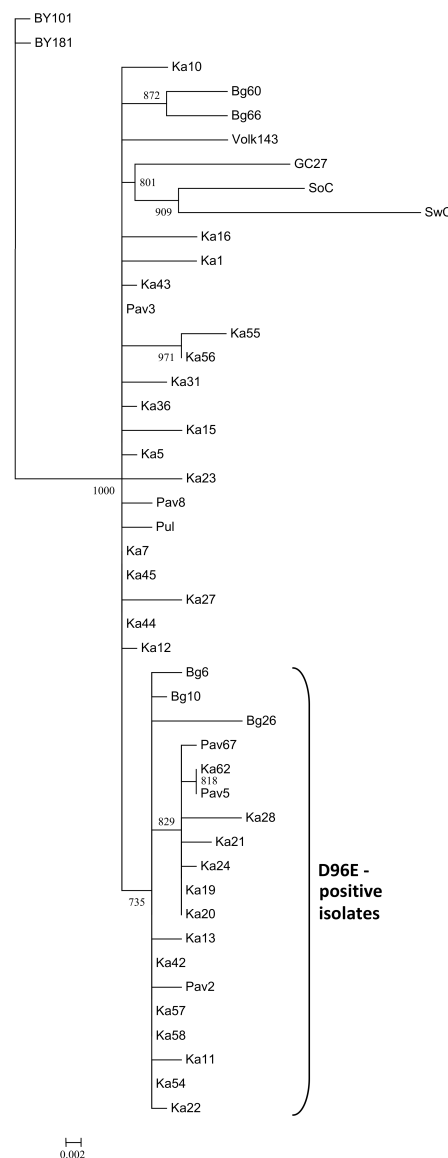 BY101
BY181
Ka10
872
Bg60
Bg66
Volk143
GC27
801
SoC
909
SwC
Ka16
Ka1
Ka43
Pav3
Ka55
971
Ka56
Ka31
Ka36
Ka15
Ka5
Ka23
1000
Pav8
Pul
Ka7
Ka45
Ka27
Ka44
Ka12
Bg6
Bg10
Bg26
Pav67
Ka62
818
Pav5
829
Ka28
Ka21
Ka24
D96E -
positive
isolates
Ka19
735
Ka20
Ka13
Ka42
Pav2
Ka57
Ka58
Ka11
Ka54
Ka22
0.002